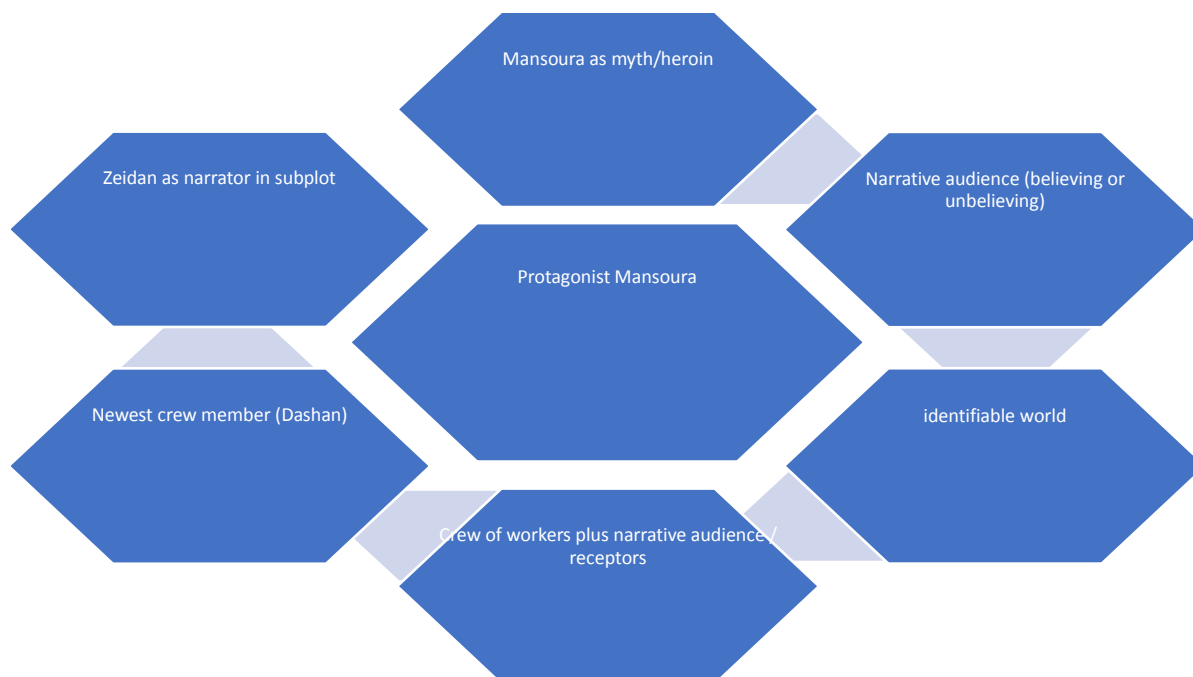 Mansoura as myth/heroin
Zeidan as narrator in subplot
Narrative audience (believing or
unbelieving)
Protagonist Mansoura
Newest crew member (Dashan)
identifiable world
Crew of workers plus narrative audience /
receptors